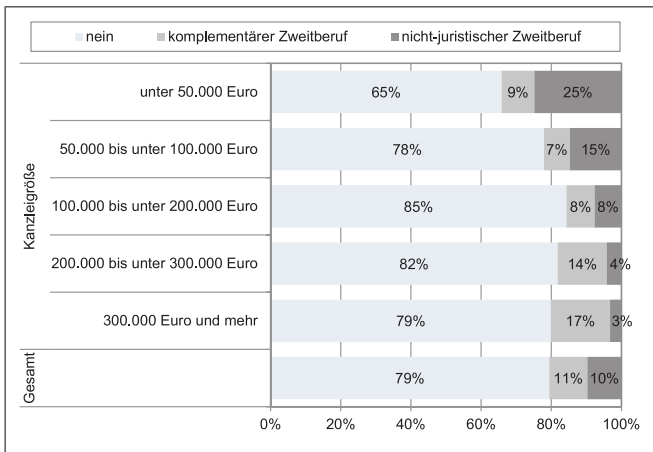 nein komplementärer Zweitberuf nicht-juristischer Zweitberuf
Kanzleigröße
unter 50.000 Euro 65% 9% 25%
50.000 bis unter 100.000 Euro 78% 7% 15%
100.000 bis unter 200.000 Euro 85% 8% 8%
200.000 bis unter 300.000 Euro 82% 14% 4%
300.000 Euro und mehr 79% 17% 3%
Gesamt 79% 11% 10%
0% 20% 40% 60% 80% 100%